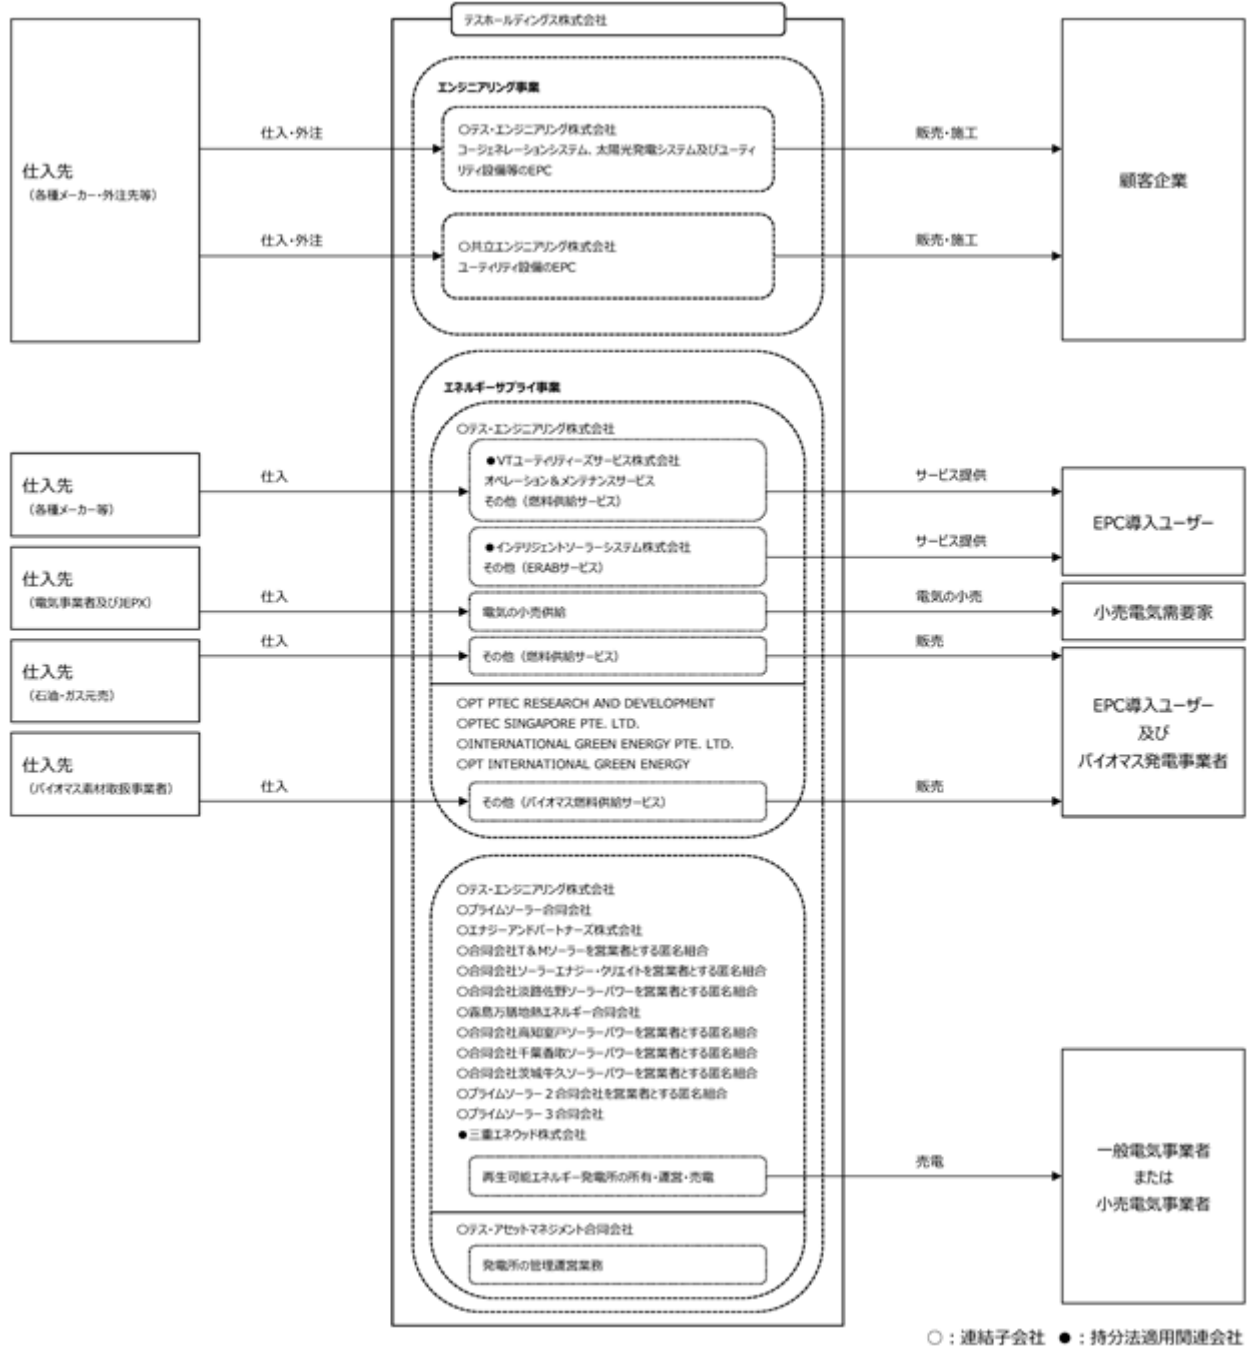 テスホールディングス株式会社
エンジニアリング事業
仕入先
（各種メーカー・外注先等）
仕入・外注
○テス・エンジニアリング株式会社
コージェネレーションシステム、太陽光発電システム及びユーティ
リティ設備等のEPC
販売・施工
顧客企業
仕入・外注
○共立エンジニアリング株式会社
ユーティリティ設備のEPC
販売・施工
エネルギーサプライ事業
○テス・エンジニアリング株式会社
仕入先
（各種メーカー等）
仕入
●VTユーティリティーズサービス株式会社
オペレーション＆メンテナンスサービス
その他（燃料供給サービス）
サービス提供
EPC導入ユーザー
●インテリジェントソーラーシステム株式会社
その他（ERABサービス）
サービス提供
仕入先
（電気事業者及びJEPX）
仕入
電気の小売供給
電気の小売
小売電気需要家
仕入先
（石油・ガス元売）
仕入
その他（燃料供給サービス）
販売
EPC導入ユーザー
及び
バイオマス発電事業者
○PT PTEC RESEARCH AND DEVELOPMENT
○PTEC SINGAPORE PTE. LTD.
○INTERNATIONAL GREEN ENERGY PTE. LTD.
○PT INTERNATIONAL GREEN ENERGY
仕入先
（バイオマス素材取扱事業者）
仕入
その他（バイオマス燃料供給サービス）
販売
○テス・エンジニアリング株式会社
○プライムソーラー合同会社
○エナジーアンドパートナーズ株式会社
○合同会社T＆Mソーラーを営業者とする匿名組合
○合同会社ソーラーエナジー・クリエイトを営業者とする匿名組合
○合同会社淡路佐野ソーラーパワーを営業者とする匿名組合
○霧島万膳地熱エネルギー合同会社
○合同会社高知室戸ソーラーパワーを営業者とする匿名組合
○合同会社千葉香取ソーラーパワーを営業者とする匿名組合
○合同会社茨城牛久ソーラーパワーを営業者とする匿名組合
○プライムソーラー２合同会社を営業者とする匿名組合
○プライムソーラー３合同会社
●三重エネウッド株式会社
再生可能エネルギー発電所の所有・運営・売電
売電
一般電気事業者
または
小売電気事業者
○テス・アセットマネジメント合同会社
発電所の管理運営業務
○：連結子会社 ●：持分法適用関連会社